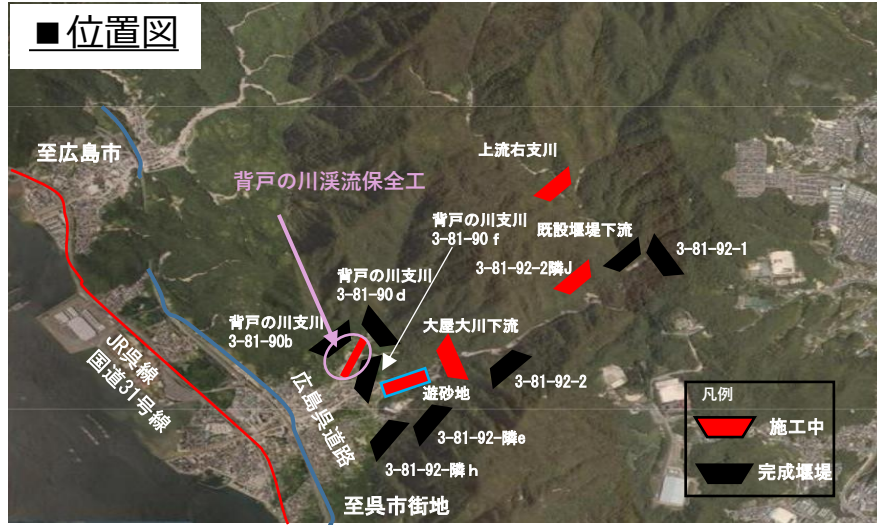 ■位置図
至広島市
上流右支川
背戸の川渓流保全工
背戸の川支川
3-81-90ｆ
既設堰堤下流
3-81-92-1
3-81-92-2隣J
背戸の川支川
3-81-90ｄ
背戸の川支川
3-81-90b
大屋大川下流
JR呉線
国道31号線
広島呉道路
遊砂地
3-81-92-2
凡例
施工中
3-81-92-隣e
3-81-92-隣ｈ
完成堰堤
至呉市街地